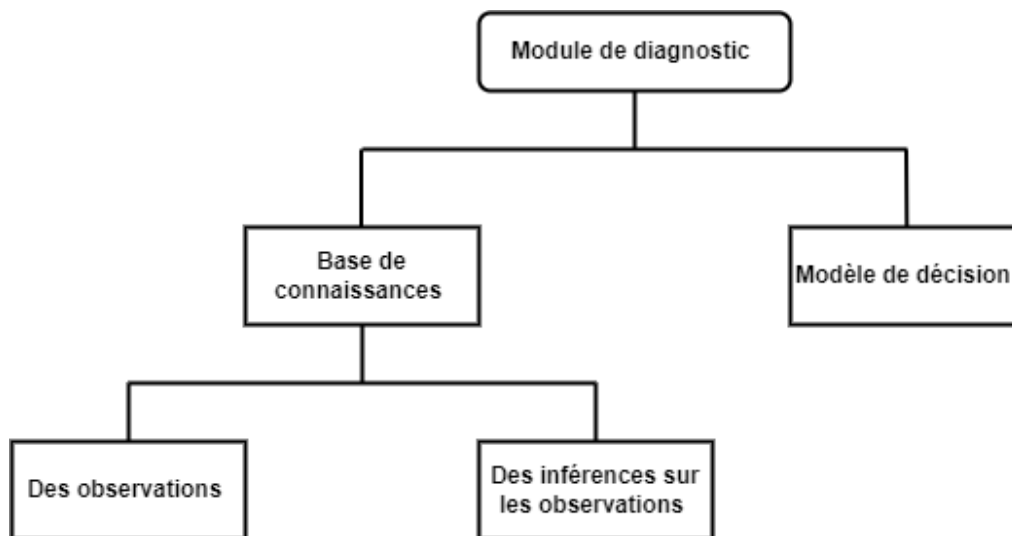 Module de diagnostic
Base de
connaissances
Modèle de décision
Des observations
Des inférences sur
les observations